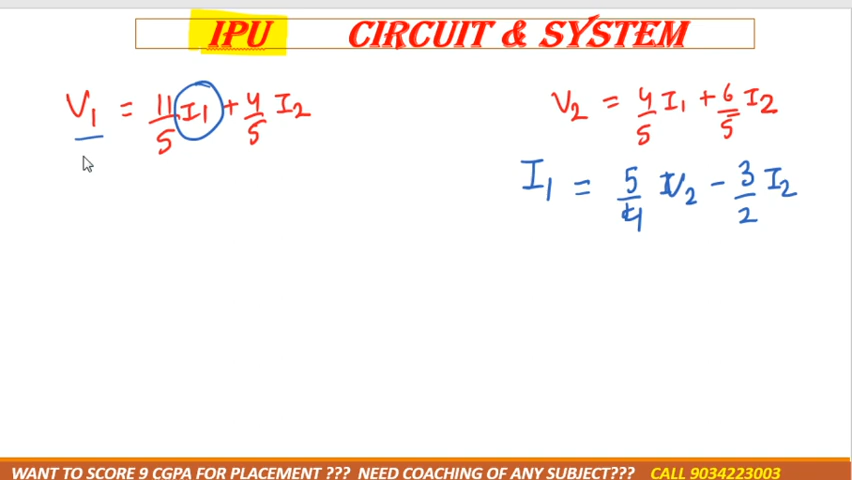 IPU CIRCUIT & SYSTEM
V1 = 11/5 I1 + 4/5 I2
V2 = 4/5 I1 + 6/5 I2
I1 = 5/4 V2 - 3/2 I2
WANT TO SCORE 9 CGPA FOR PLACEMENT ??? NEED COACHING OF ANY SUBJECT??? CALL 9034223003